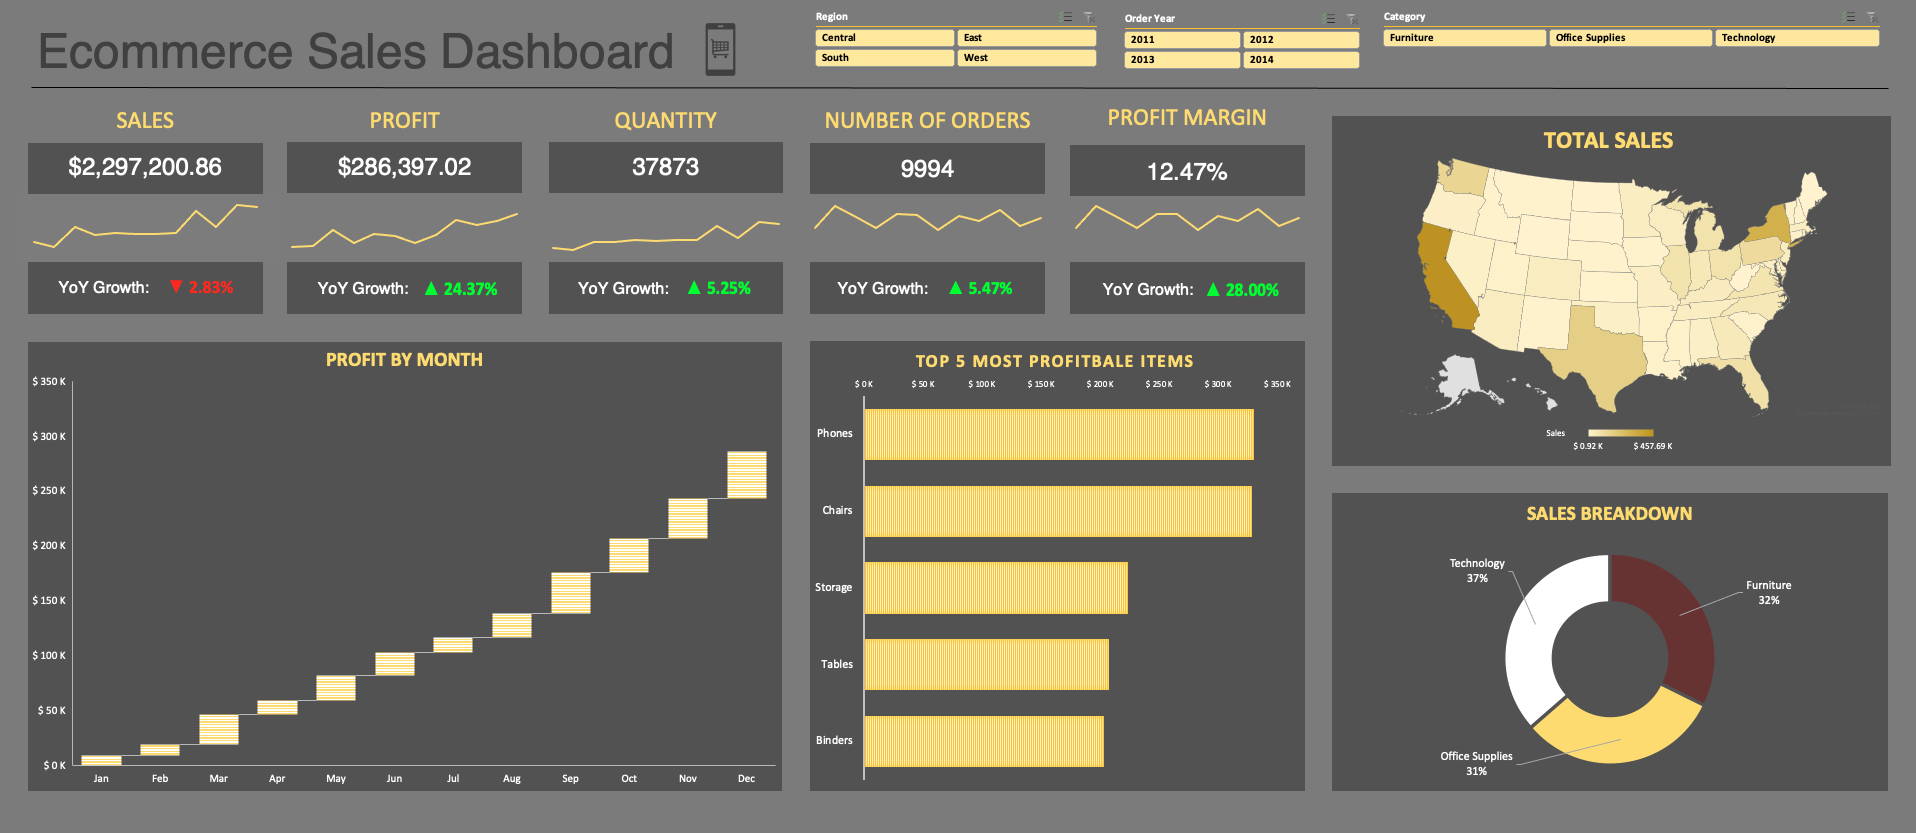 Ecommerce Sales Dashboard
Region
Central
East
South
West
Order Year
2011
2012
2013
2014
Category
Furniture
Office Supplies
Technology
SALES
$2,297,200.86
YoY Growth: ▼ 2.83%
PROFIT
$286,397.02
YoY Growth: ▲ 24.37%
QUANTITY
37873
YoY Growth: ▲ 5.25%
NUMBER OF ORDERS
9994
YoY Growth: ▲ 5.47%
PROFIT MARGIN
12.47%
YoY Growth: ▲ 28.00%
TOTAL SALES
Sales
$ 0.92 K
$ 457.69 K
PROFIT BY MONTH
$ 350 K
$ 300 K
$ 250 K
$ 200 K
$ 150 K
$ 100 K
$ 50 K
$ 0 K
Jan Feb Mar Apr May Jun Jul Aug Sep Oct Nov Dec
TOP 5 MOST PROFITBALE ITEMS
$ 0 K $ 50 K $ 100 K $ 150 K $ 200 K $ 250 K $ 300 K $ 350 K
Phones
Chairs
Storage
Tables
Binders
SALES BREAKDOWN
Technology
37%
Furniture
32%
Office Supplies
31%